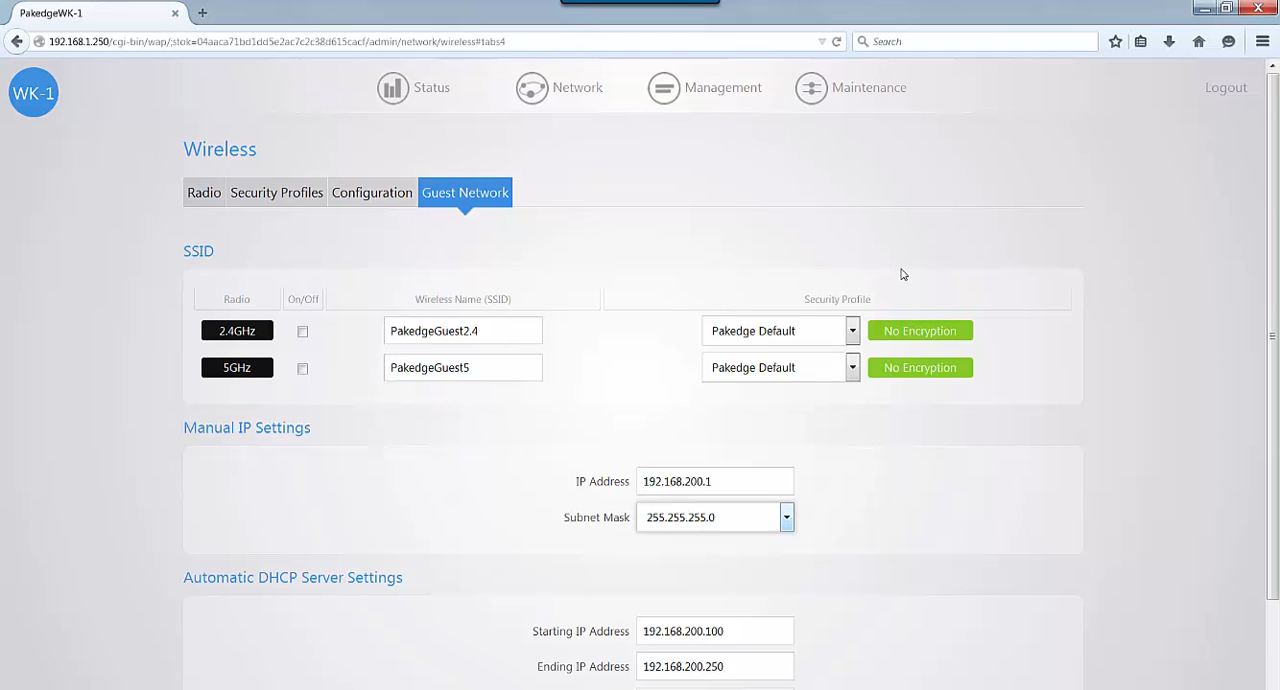 PakedgeWK-1
192.168.1.250/cgi-bin/wap/;stok=04aaca71bd1dd5e2ac7c2c38d615cacf/admin/network/wireless#tabs4
Search
WK-1
Status
Network
Management
Maintenance
Logout
Wireless
Radio
Security Profiles
Configuration
Guest Network
SSID
Radio
On/Off
Wireless Name (SSID)
Security Profile
2.4GHz
PakedgeGuest2.4
Pakedge Default
No Encryption
5GHz
PakedgeGuest5
Pakedge Default
No Encryption
Manual IP Settings
IP Address
192.168.200.1
Subnet Mask
255.255.255.0
Automatic DHCP Server Settings
Starting IP Address
192.168.200.100
Ending IP Address
192.168.200.250